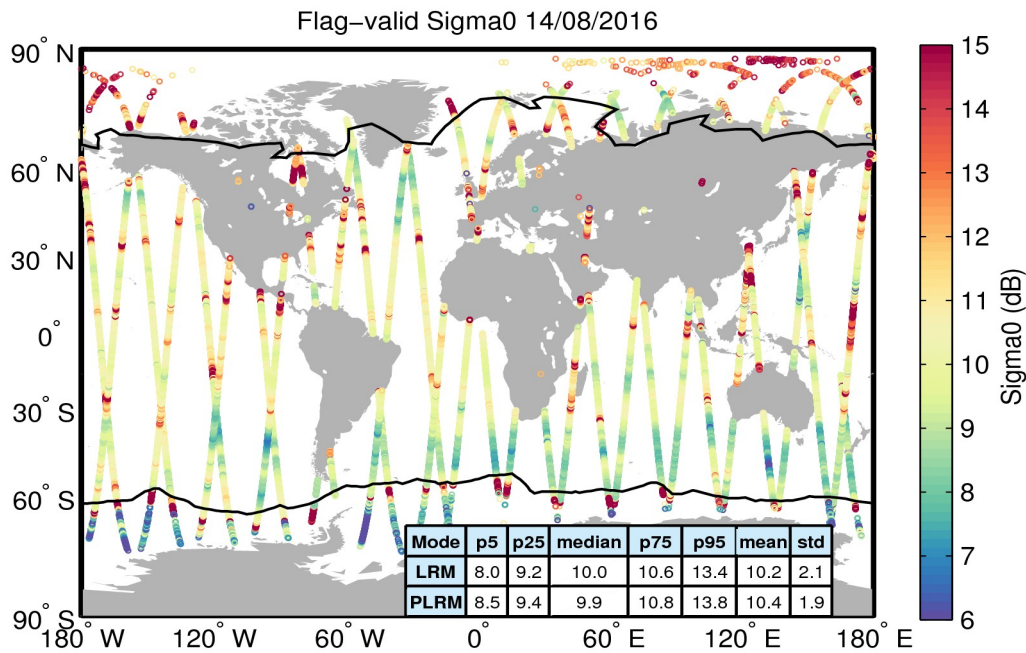 Flag−valid Sigma0 14/08/2016
90° N
60° N
30° N
0°
30° S
60° S
90° S
180° W
120° W
60° W
0°
60° E
120° E
180° E
15
14
13
12
11
10
9
8
7
6
Sigma0 (dB)
Mode p5 p25 median p75 p95 mean std
LRM 8.0 9.2 10.0 10.6 13.4 10.2 2.1
PLRM 8.5 9.4 9.9 10.8 13.8 10.4 1.9